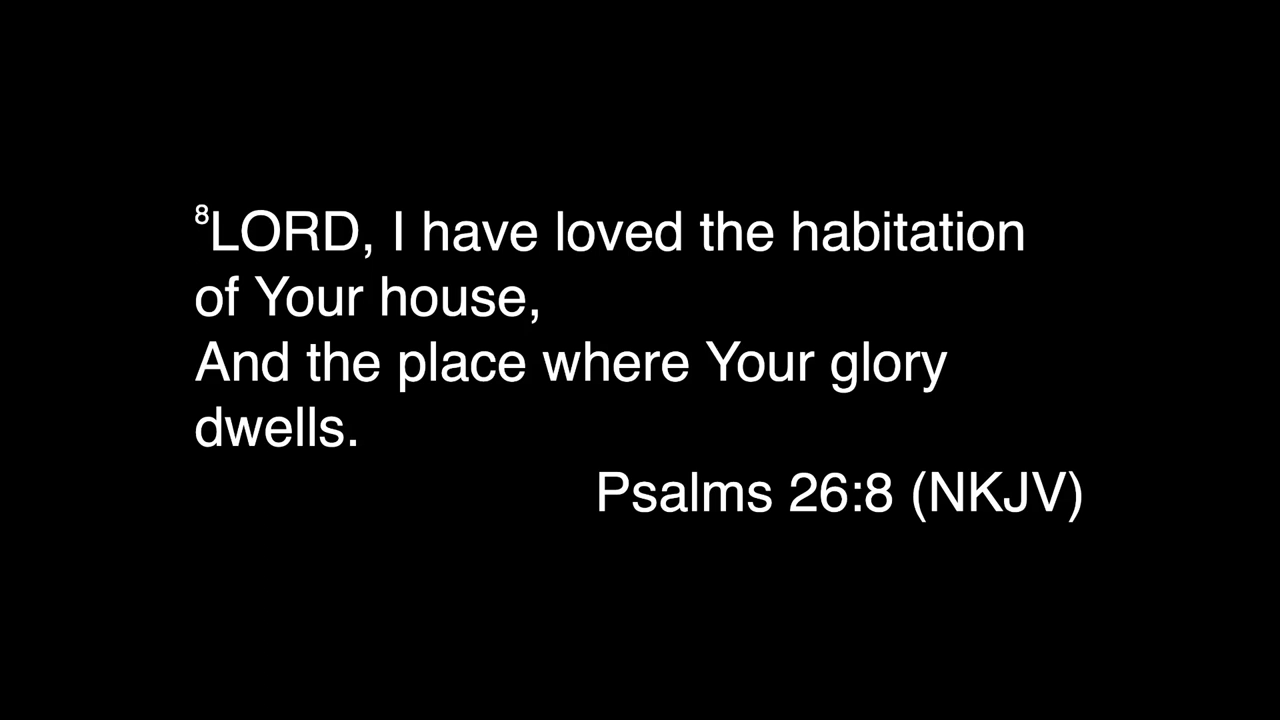 ⁸LORD, I have loved the habitation
of Your house,
And the place where Your glory
dwells.
Psalms 26:8 (NKJV)